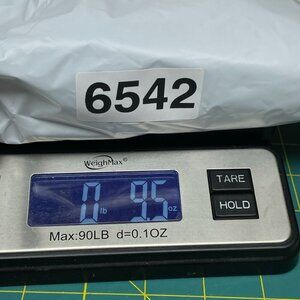 6542
WeighMax®
0 lb 9.5 oz
TARE
HOLD
Max:90LB d=0.1OZ